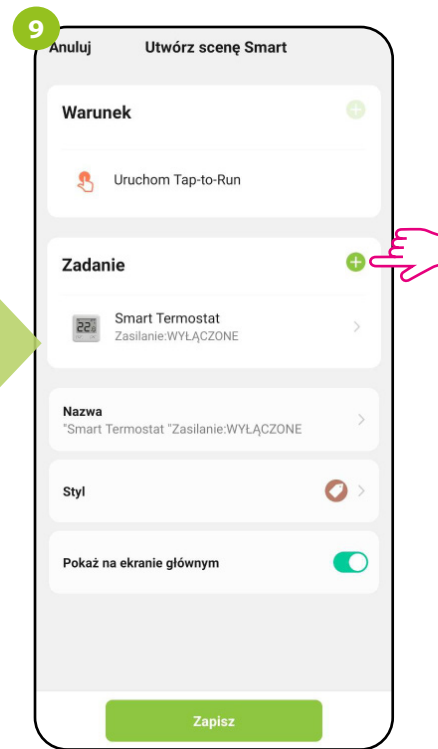 9
Anuluj Utwórz scenę Smart
Warunek
Uruchom Tap-to-Run
Zadanie
Smart Termostat
Zasilanie:WYŁĄCZONE
Nazwa
"Smart Termostat "Zasilanie:WYŁĄCZONE
Styl
Pokaż na ekranie głównym
Zapisz